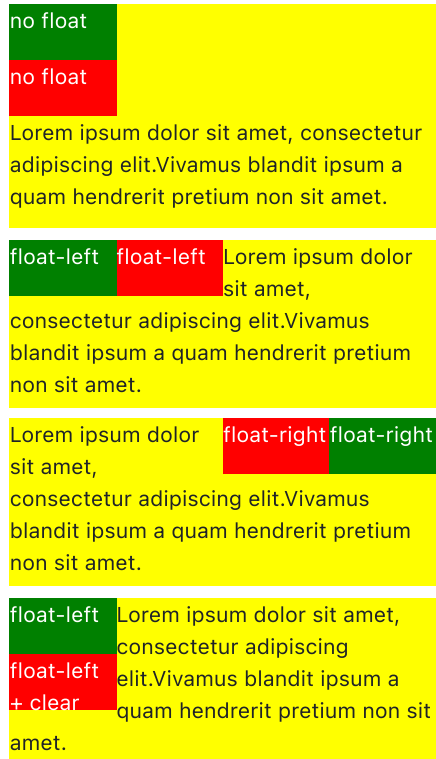 no float
no float
Lorem ipsum dolor sit amet, consectetur
adipiscing elit.Vivamus blandit ipsum a
quam hendrerit pretium non sit amet.
float-left float-left Lorem ipsum dolor
sit amet,
consectetur adipiscing elit.Vivamus
blandit ipsum a quam hendrerit pretium
non sit amet.
Lorem ipsum dolor float-right float-right
sit amet,
consectetur adipiscing elit.Vivamus
blandit ipsum a quam hendrerit pretium
non sit amet.
float-left Lorem ipsum dolor sit amet,
consectetur adipiscing
float-left elit.Vivamus blandit ipsum a
+ clear quam hendrerit pretium non sit
amet.